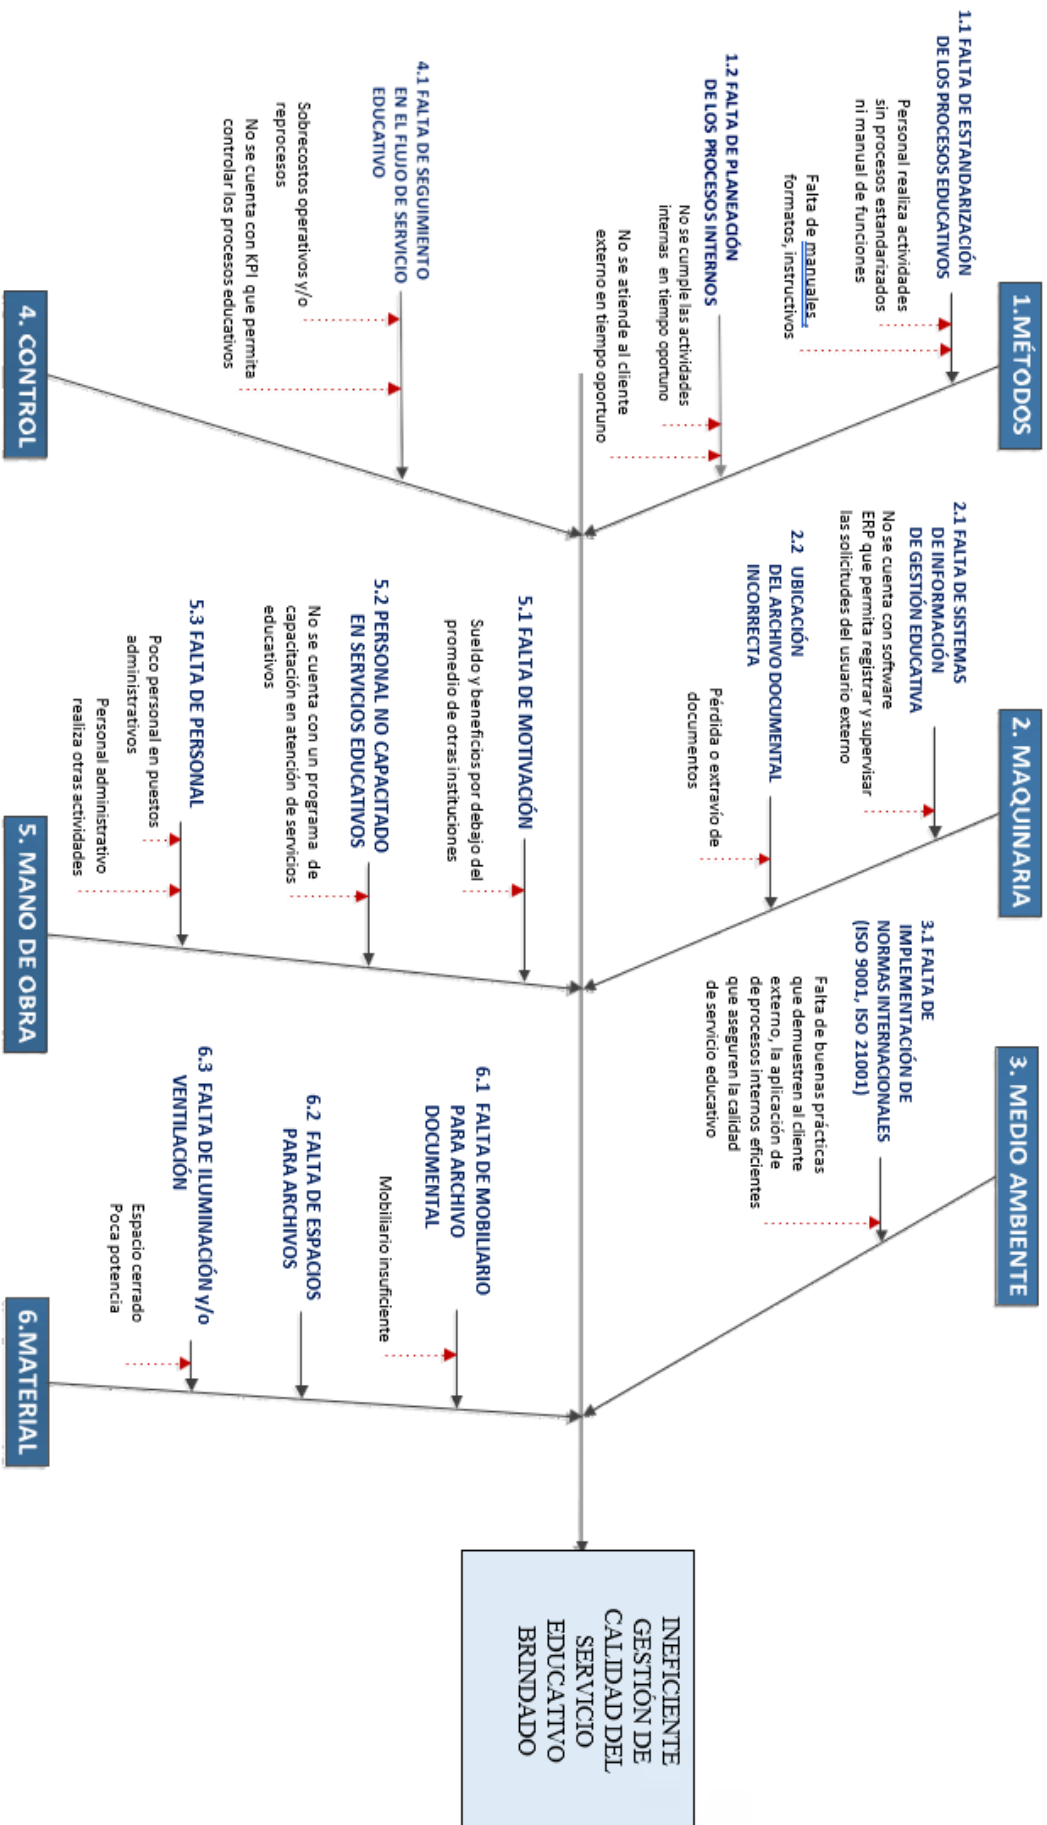 1.MÉTODOS
1.1 FALTA DE ESTANDARIZACIÓN
DE LOS PROCESOS EDUCATIVOS
Personal realiza actividades
sin procesos estandarizados
ni manual de funciones
Falta de manuales ,
formatos, instructivos
1.2 FALTA DE PLANEACIÓN
DE LOS PROCESOS INTERNOS
No se cumple las actividades
internas en tiempo oportuno
No se atiende al cliente
externo en tiempo oportuno
2. MAQUINARIA
2.1 FALTA DE SISTEMAS
DE INFORMACIÓN
DE GESTIÓN EDUCATIVA
No se cuenta con software
ERP que permita registrar y supervisar
las solicitudes del usuario externo
2.2 UBICACIÓN
DEL ARCHIVO DOCUMENTAL
INCORRECTA
Pérdida o extravío de
documentos
3. MEDIO AMBIENTE
3.1 FALTA DE
IMPLEMENTACIÓN DE
NORMAS INTERNACIONALES
(ISO 9001, ISO 21001)
Falta de buenas prácticas
que demuestren al cliente
externo, la aplicación de
de procesos internos eficientes
que aseguren la calidad
de servicio educativo
4.1 FALTA DE SEGUIMIENTO
EN EL FLUJO DE SERVICIO
EDUCATIVO
Sobrecostos operativos y/o
reprocesos
No se cuenta con KPI que permita
controlar los procesos educativos
4. CONTROL
5.1 FALTA DE MOTIVACIÓN
Sueldo y beneficios por debajo del
promedio de otras instituciones
5.2 PERSONAL NO CAPACITADO
EN SERVICIOS EDUCATIVOS
No se cuenta con un programa de
capacitación en atención de servicios
educativos
5.3 FALTA DE PERSONAL
Poco personal en puestos
administrativos
Personal administrativo
realiza otras actividades
5. MANO DE OBRA
6.1 FALTA DE MOBILIARIO
PARA ARCHIVO
DOCUMENTAL
Mobiliario insuficiente
6.2 FALTA DE ESPACIOS
PARA ARCHIVOS
6.3 FALTA DE ILUMINACIÓN y/o
VENTILACIÓN
Espacio cerrado
Poca potencia
6.MATERIAL
INEFICIENTE
GESTIÓN DE
CALIDAD DEL
SERVICIO
EDUCATIVO
BRINDADO